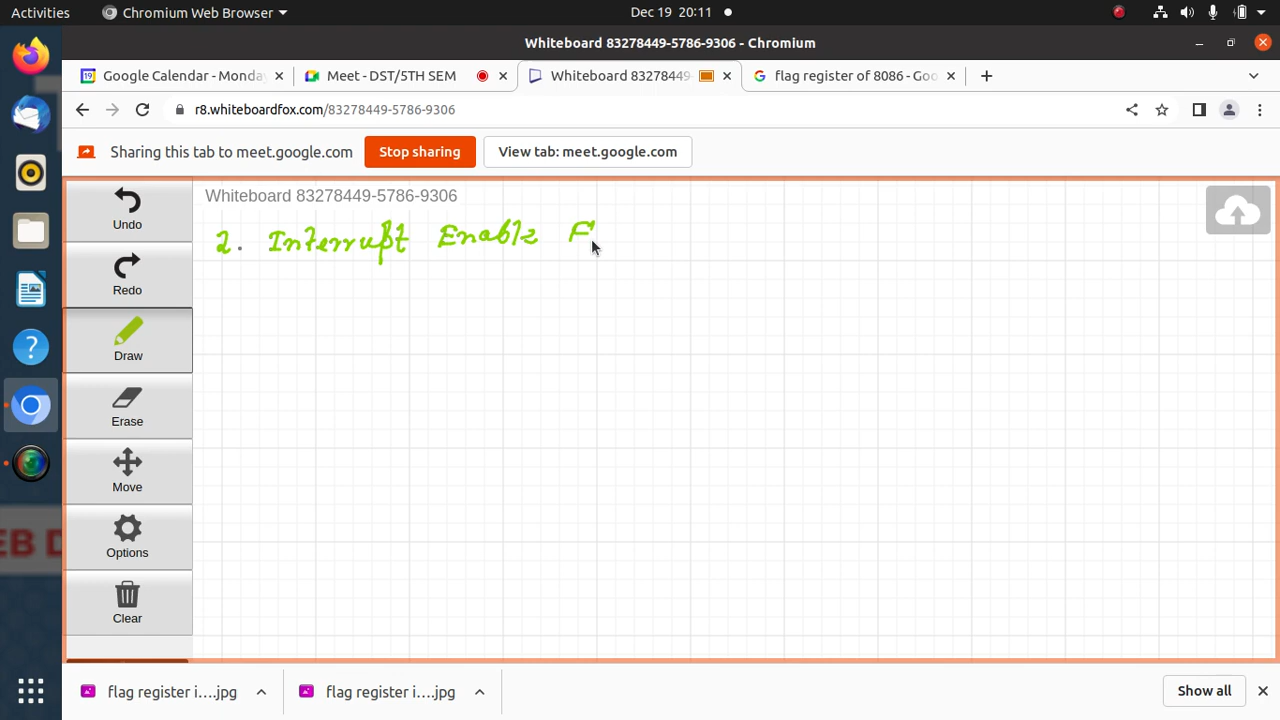 Activities Chromium Web Browser Dec 19 20:11
Whiteboard 83278449-5786-9306 - Chromium
Google Calendar - Monda Meet - DST/5TH SEM Whiteboard 83278449- flag register of 8086 - Goo
r8.whiteboardfox.com/83278449-5786-9306
Sharing this tab to meet.google.com Stop sharing View tab: meet.google.com
Whiteboard 83278449-5786-9306
2. Interrupt Enable F
Undo
Redo
Draw
Erase
Move
Options
Clear
EB D
flag register i....jpg flag register i....jpg Show all